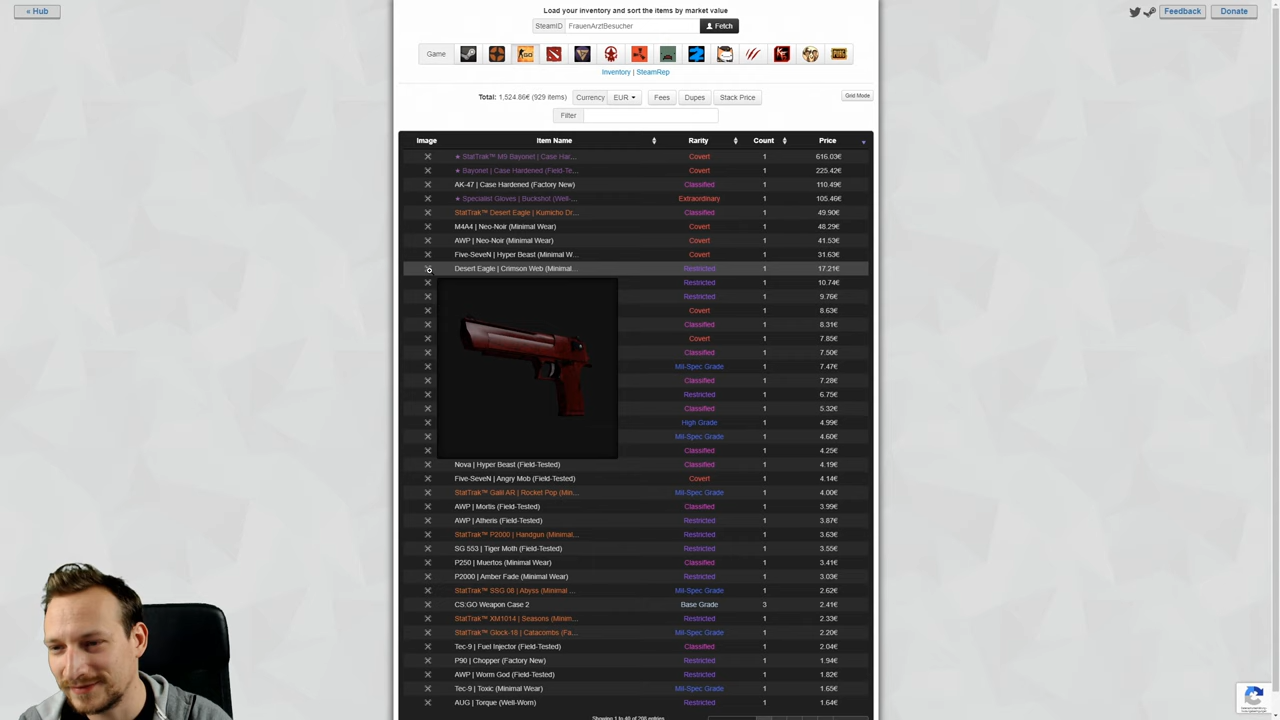 « Hub
Load your inventory and sort the items by market value
Feedback
Donate
SteamID FrauenArztBesucher Fetch
Game
Inventory | SteamRep
Total: 1,524.86€ (929 items) Currency EUR Fees Dupes Stack Price Grid Mode
Filter
Image Item Name Rarity Count Price
★ StatTrak™ M9 Bayonet | Case Har... Covert 1 616.03€
★ Bayonet | Case Hardened (Field-Te... Covert 1 225.42€
AK-47 | Case Hardened (Factory New) Classified 1 110.49€
★ Specialist Gloves | Buckshot (Well-... Extraordinary 1 105.46€
StatTrak™ Desert Eagle | Kumicho Dr... Classified 1 49.90€
M4A4 | Neo-Noir (Minimal Wear) Covert 1 48.29€
AWP | Neo-Noir (Minimal Wear) Covert 1 41.53€
Five-SeveN | Hyper Beast (Minimal W... Covert 1 31.63€
Desert Eagle | Crimson Web (Minimal... Restricted 1 17.21€
Restricted 1 10.74€
Restricted 1 9.76€
Covert 1 8.63€
Classified 1 8.31€
Covert 1 7.85€
Classified 1 7.50€
Mil-Spec Grade 1 7.47€
Classified 1 7.28€
Restricted 1 6.75€
Classified 1 5.32€
High Grade 1 4.99€
Mil-Spec Grade 1 4.60€
Classified 1 4.25€
Nova | Hyper Beast (Field-Tested) Classified 1 4.19€
Five-SeveN | Angry Mob (Field-Tested) Covert 1 4.14€
StatTrak™ Galil AR | Rocket Pop (Min... Mil-Spec Grade 1 4.00€
AWP | Mortis (Field-Tested) Classified 1 3.99€
AWP | Atheris (Field-Tested) Restricted 1 3.87€
StatTrak™ P2000 | Handgun (Minimal... Restricted 1 3.63€
SG 553 | Tiger Moth (Field-Tested) Restricted 1 3.55€
P250 | Muertos (Minimal Wear) Classified 1 3.41€
P2000 | Amber Fade (Minimal Wear) Restricted 1 3.03€
StatTrak™ SSG 08 | Abyss (Minimal ... Mil-Spec Grade 1 2.62€
CS:GO Weapon Case 2 Base Grade 3 2.41€
StatTrak™ XM1014 | Seasons (Minim... Restricted 1 2.33€
StatTrak™ Glock-18 | Catacombs (Fa... Mil-Spec Grade 1 2.20€
Tec-9 | Fuel Injector (Field-Tested) Classified 1 2.04€
P90 | Chopper (Factory New) Restricted 1 1.94€
AWP | Worm God (Field-Tested) Restricted 1 1.82€
Tec-9 | Toxic (Minimal Wear) Mil-Spec Grade 1 1.65€
AUG | Torque (Well-Worn) Restricted 1 1.64€